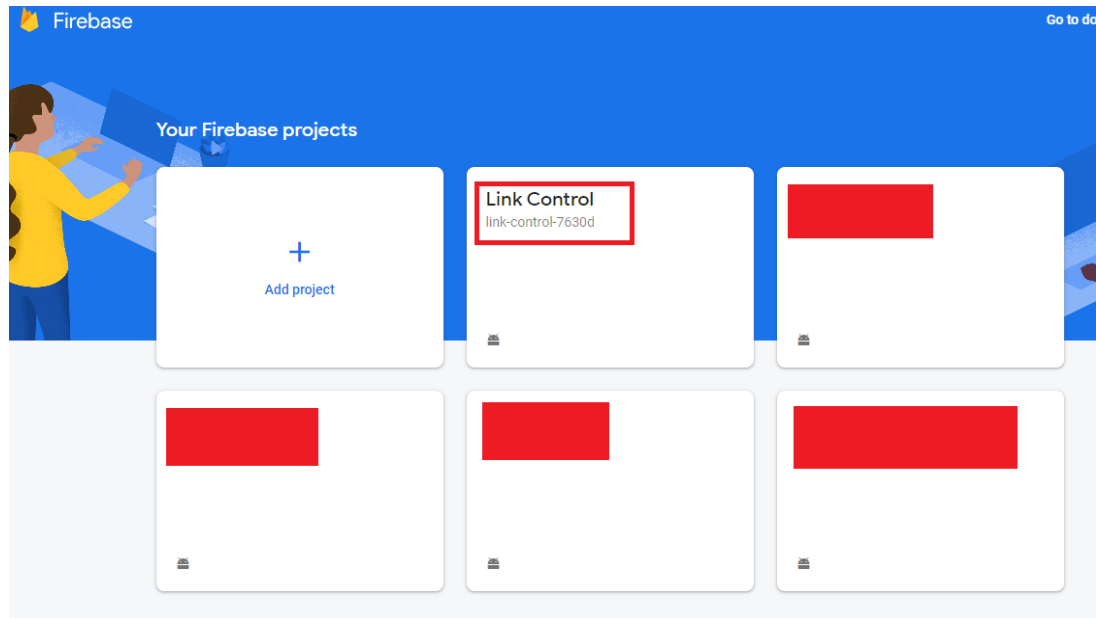 Firebase
Go to do
Your Firebase projects
Link Control
link-control-7630d
Add project